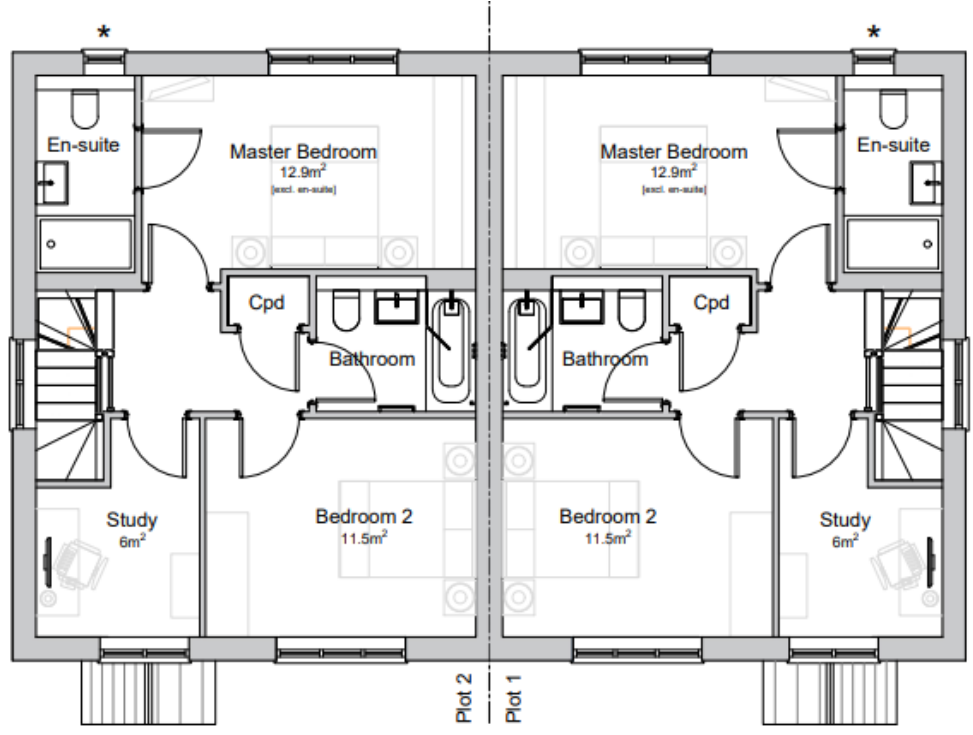 * *
En-suite Master Bedroom 12.9m² [excl. en-suite]
Master Bedroom 12.9m² [excl. en-suite] En-suite
Cpd
Bathroom
Bathroom
Cpd
Study
6m²
Bedroom 2
11.5m²
Bedroom 2
11.5m²
Study
6m²
Plot 2
Plot 1